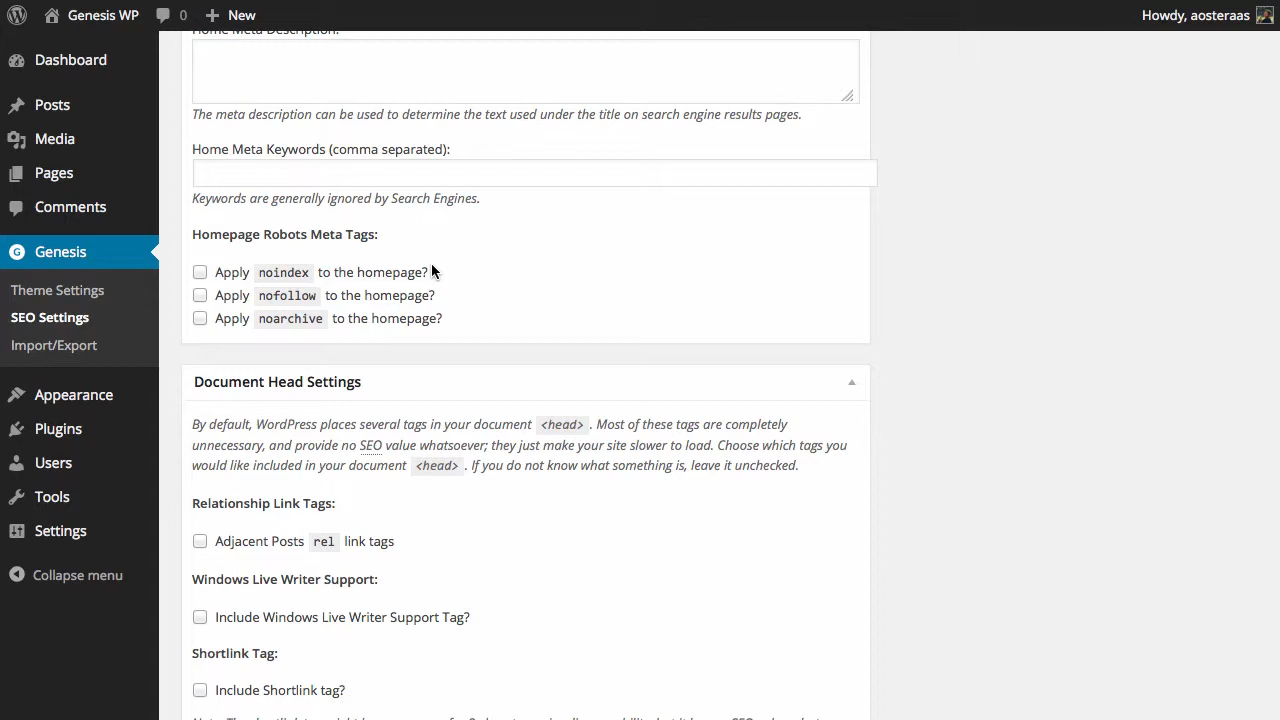 Genesis WP 0 New Howdy, aosteraas
Dashboard
Posts
Media
Pages
Comments
Genesis
Theme Settings
SEO Settings
Import/Export
Appearance
Plugins
Users
Tools
Settings
Collapse menu
Home Meta Description:
The meta description can be used to determine the text used under the title on search engine results pages.
Home Meta Keywords (comma separated):
Keywords are generally ignored by Search Engines.
Homepage Robots Meta Tags:
Apply noindex to the homepage?
Apply nofollow to the homepage?
Apply noarchive to the homepage?
Document Head Settings
By default, WordPress places several tags in your document <head>. Most of these tags are completely
unnecessary, and provide no SEO value whatsoever; they just make your site slower to load. Choose which tags you
would like included in your document <head>. If you do not know what something is, leave it unchecked.
Relationship Link Tags:
Adjacent Posts rel link tags
Windows Live Writer Support:
Include Windows Live Writer Support Tag?
Shortlink Tag:
Include Shortlink tag?